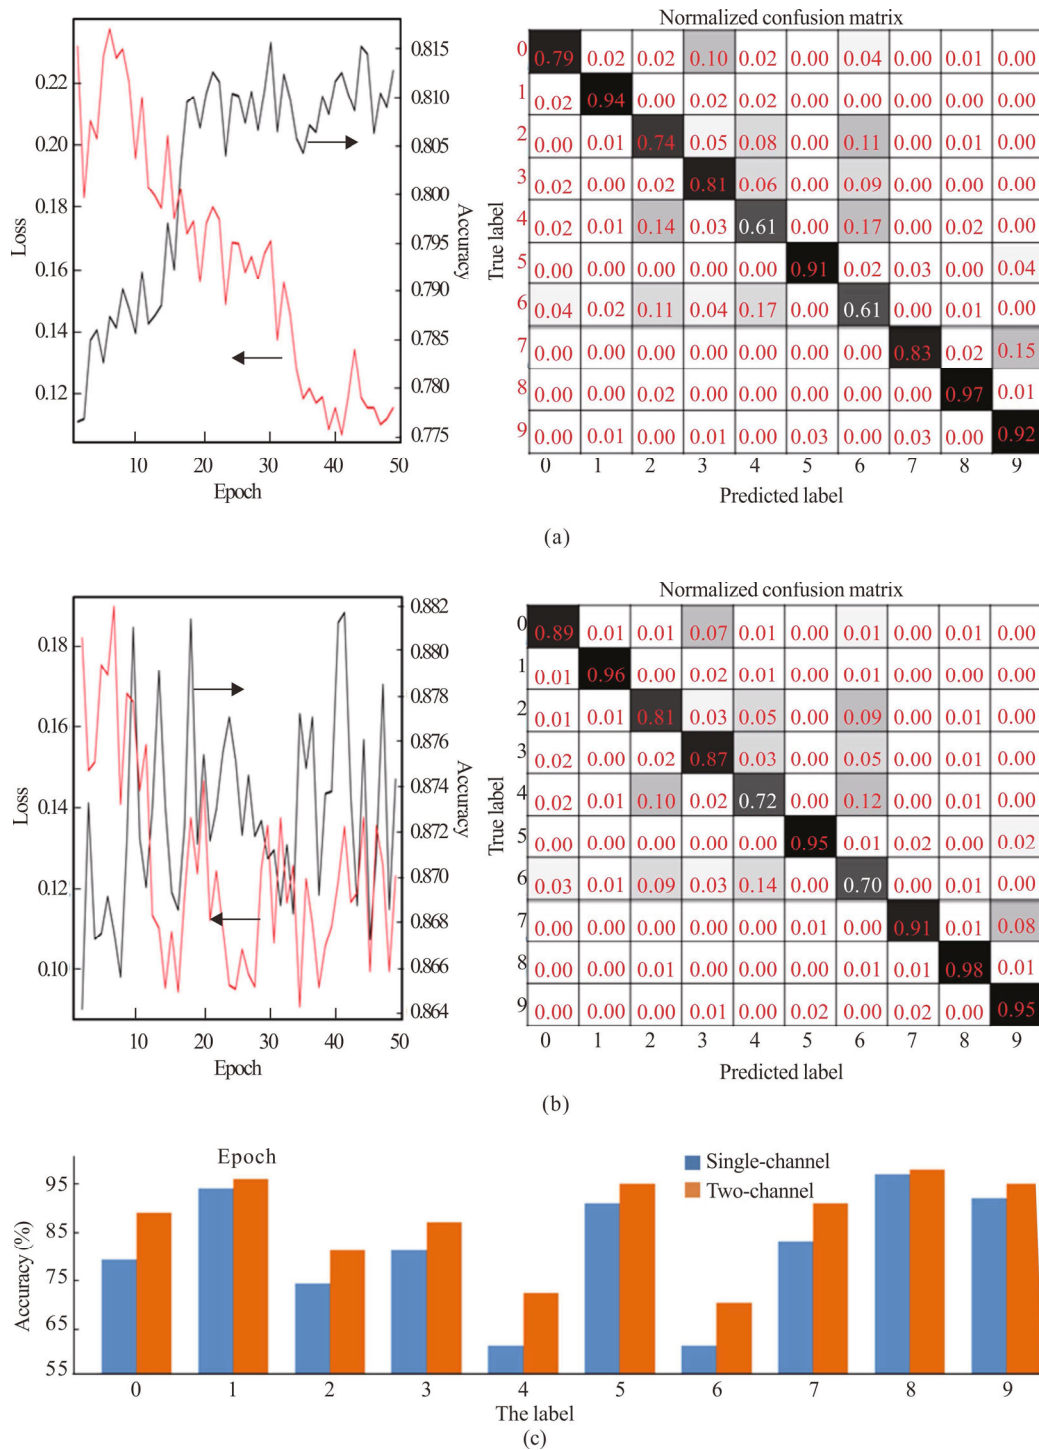 Normalized confusion matrix
0.22
0.20
0.18
0.16
0.14
0.12
Loss
0.815
0.810
0.805
0.800
0.795
0.790
0.785
0.780
0.775
Accuracy
10 20 30 40 50
Epoch
True label
0 0.79 0.02 0.02 0.10 0.02 0.00 0.04 0.00 0.01 0.00
1 0.02 0.94 0.00 0.02 0.02 0.00 0.00 0.00 0.00 0.00
2 0.00 0.01 0.74 0.05 0.08 0.00 0.11 0.00 0.01 0.00
3 0.02 0.00 0.02 0.81 0.06 0.00 0.09 0.00 0.00 0.00
4 0.02 0.01 0.14 0.03 0.61 0.00 0.17 0.00 0.02 0.00
5 0.00 0.00 0.00 0.00 0.00 0.91 0.02 0.03 0.00 0.04
6 0.04 0.02 0.11 0.04 0.17 0.00 0.61 0.00 0.01 0.00
7 0.00 0.00 0.00 0.00 0.00 0.00 0.00 0.83 0.02 0.15
8 0.00 0.00 0.02 0.00 0.00 0.00 0.00 0.00 0.97 0.01
9 0.00 0.01 0.00 0.01 0.00 0.03 0.00 0.03 0.00 0.92
0 1 2 3 4 5 6 7 8 9
Predicted label
(a)
Normalized confusion matrix
0.18
0.16
0.14
0.12
0.10
Loss
0.882
0.880
0.878
0.876
0.874
0.872
0.870
0.868
0.866
0.864
Accuracy
10 20 30 40 50
Epoch
True label
0 0.89 0.01 0.01 0.07 0.01 0.00 0.01 0.00 0.01 0.00
1 0.01 0.96 0.00 0.02 0.01 0.00 0.01 0.00 0.00 0.00
2 0.01 0.01 0.81 0.03 0.05 0.00 0.09 0.00 0.01 0.00
3 0.02 0.00 0.02 0.87 0.03 0.00 0.05 0.00 0.01 0.00
4 0.02 0.01 0.10 0.02 0.72 0.00 0.12 0.00 0.01 0.00
5 0.00 0.00 0.00 0.00 0.00 0.95 0.01 0.02 0.00 0.02
6 0.03 0.01 0.09 0.03 0.14 0.00 0.70 0.00 0.01 0.00
7 0.00 0.00 0.00 0.00 0.00 0.01 0.00 0.91 0.01 0.08
8 0.00 0.00 0.01 0.00 0.00 0.00 0.01 0.01 0.98 0.01
9 0.00 0.00 0.00 0.01 0.00 0.02 0.00 0.02 0.00 0.95
0 1 2 3 4 5 6 7 8 9
Predicted label
(b)
Epoch
Single-channel
Two-channel
95
85
75
65
55
Accuracy (%)
0 1 2 3 4 5 6 7 8 9
The label
(c)